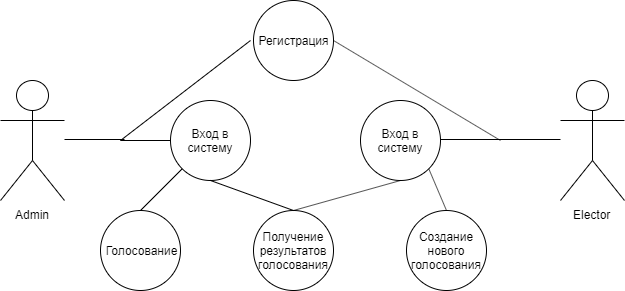 Регистрация
Вход в
систему
Вход в
систему
Admin
Elector
Голосование
Получение
результатов
голосования
Создание
нового
голосования